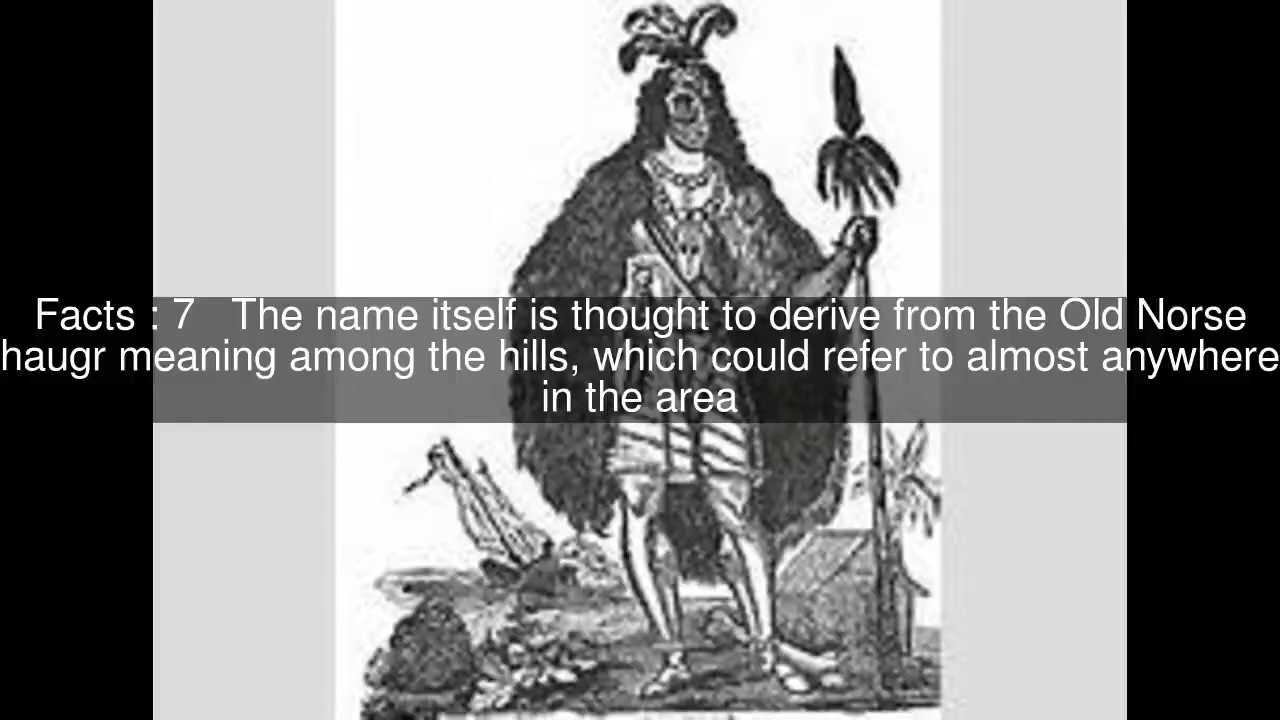 Facts : 7 The name itself is thought to derive from the Old Norse
haugr meaning among the hills, which could refer to almost anywhere
in the area